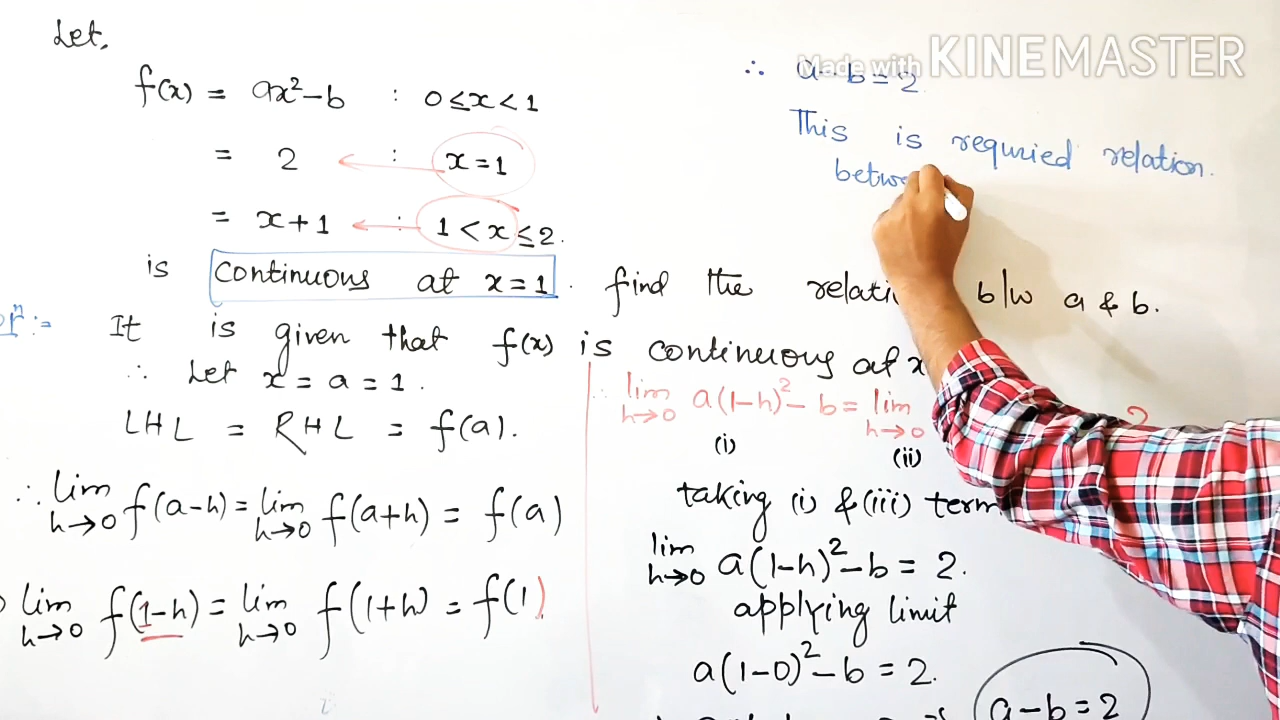 Let,
f(x) = ax² - b : 0 ≤ x < 1
= 2 : x = 1
= x + 1 : 1 < x ≤ 2.
is continuous at x = 1. find the b/w a & b.
It is given that f(x) is continuous at x
∴ Let x = a = 1.
LHL = RHL = f(a).
∴ lim h→0 f(a-h) = lim h→0 f(a+h) = f(a)
lim h→0 f(1-h) = lim h→0 f(1+h) = f(1).
∴ a - b = 2
This is requried relation.
∴ lim h→0 a(1-h)² - b = lim h→0 2
(i) (ii)
taking (i) & (iii) term
lim h→0 a(1-h)² - b = 2.
applying limit
a(1-0)² - b = 2.
a - b = 2
Made with KINEMASTER